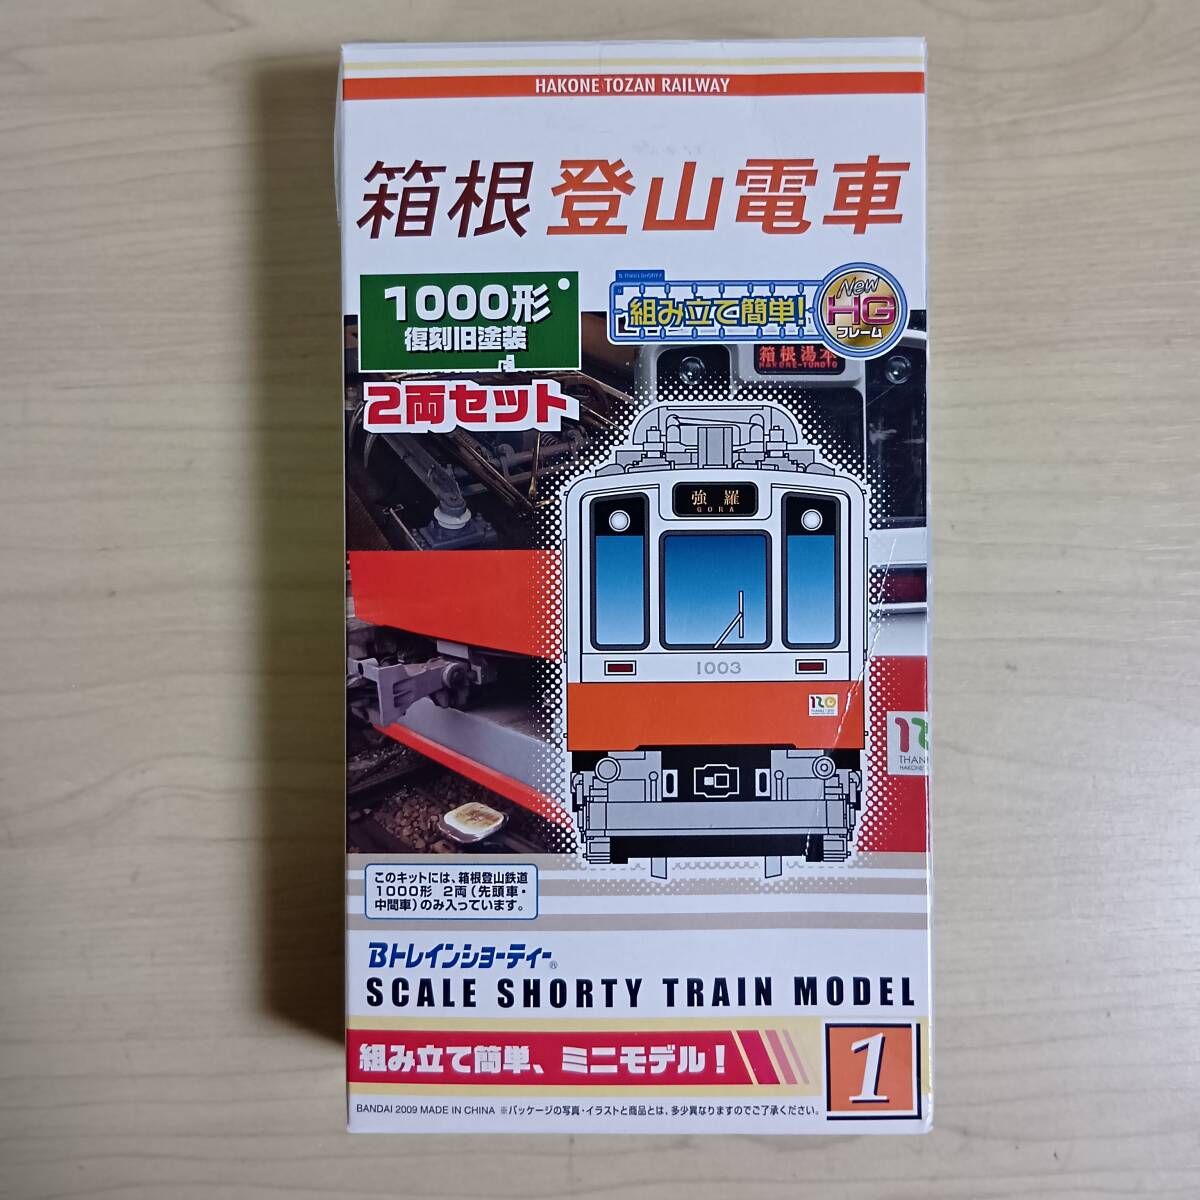 HAKONE TOZAN RAILWAY
箱根 登山電車
1000形
復刻旧塗装
2両セット
組み立て簡単!
New
HG
フレーム
箱根湯本
HAKONE-YUMOTO
強羅
GORA
1003
120
120
THAN
HAKONE
このキットには、箱根登山鉄道
1000形 2両(先頭車・
中間車)のみ入っています。
Bトレインショーティー®
SCALE SHORTY TRAIN MODEL
組み立て簡単、ミニモデル!
1
BANDAI 2009 MADE IN CHINA ※パッケージの写真・イラストと商品とは、多少異なりますのでご了承ください。